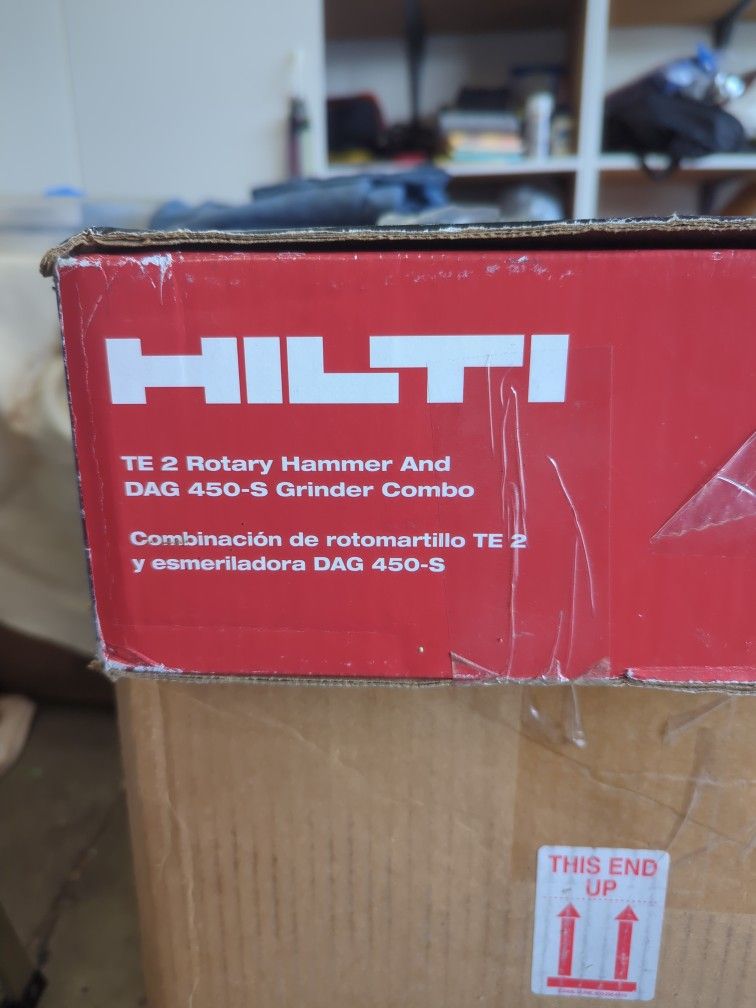 HILTI
TE 2 Rotary Hammer And
DAG 450-S Grinder Combo
Combinación de rotomartillo TE 2
y esmeriladora DAG 450-S
THIS END
UP